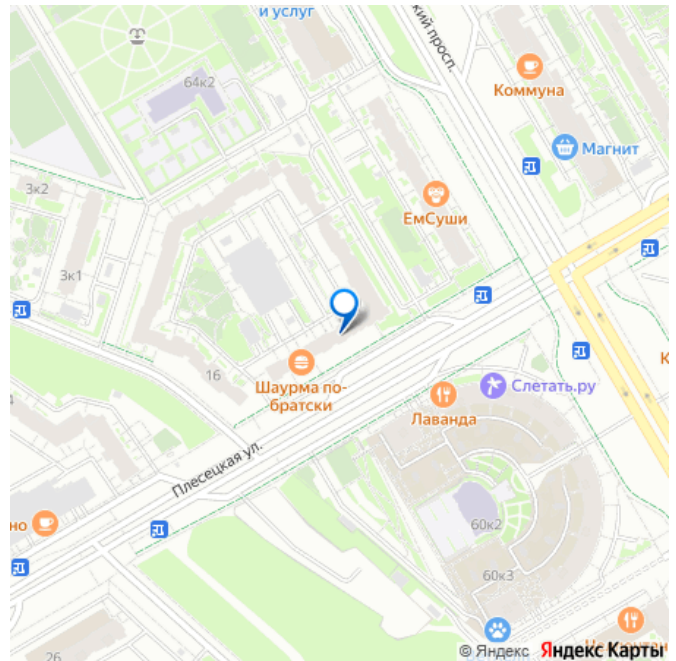 и услуг
кий просп.
64к2
Коммуна
Магнит
3к2
ЕмСуши
3к1
16
Шаурма по-
братски
Слетать.ру
Лаванда
К
Плесецкая ул.
но
60к2
60к3
26
© Яндекс Яндекс Карты